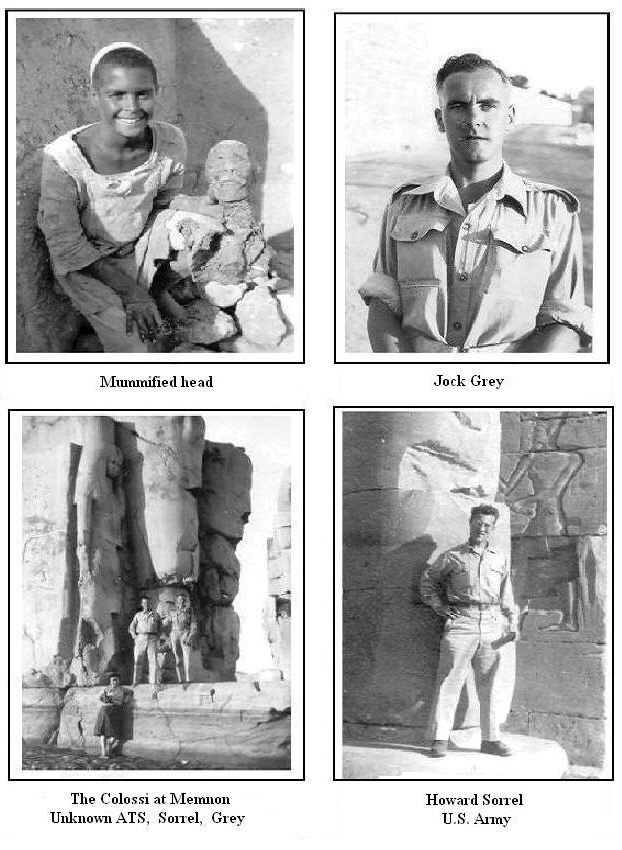 Mummified head
Jock Grey
The Colossi at Memnon
Unknown ATS, Sorrel, Grey
Howard Sorrel
U.S. Army